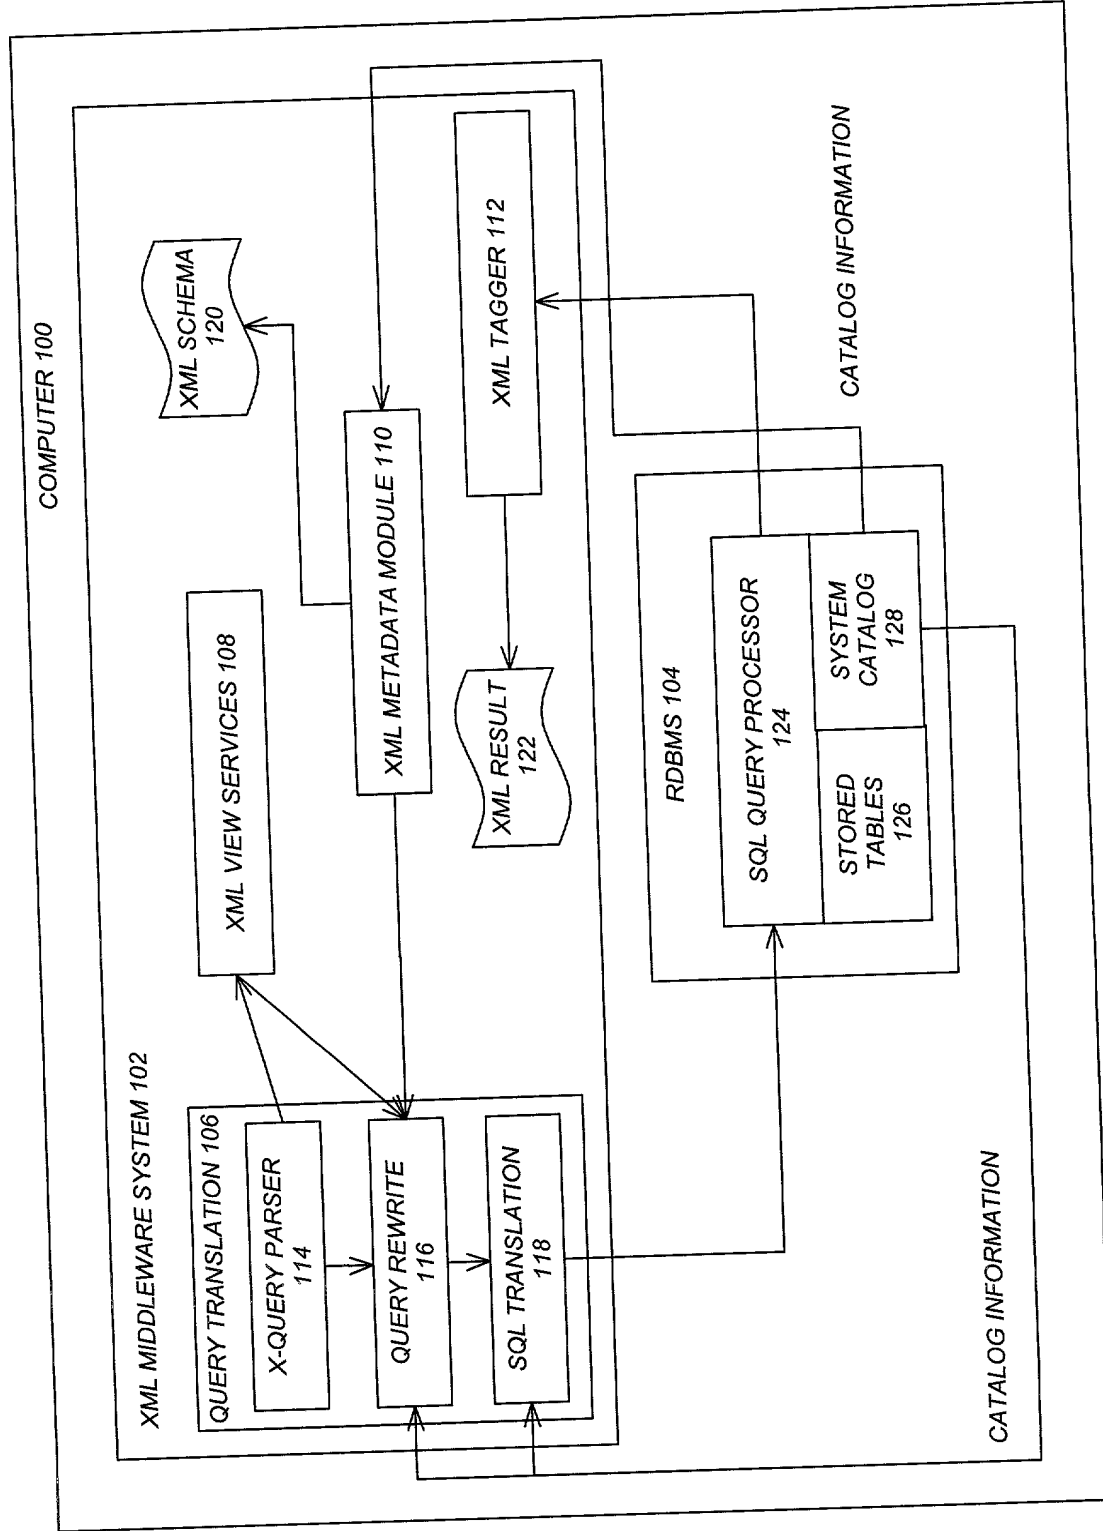 COMPUTER 100
XML MIDDLEWARE SYSTEM 102
QUERY TRANSLATION 106
X-QUERY PARSER
114
QUERY REWRITE
116
SQL TRANSLATION
118
XML VIEW SERVICES 108
XML SCHEMA
120
XML METADATA MODULE 110
XML RESULT
122
XML TAGGER 112
RDBMS 104
SQL QUERY PROCESSOR
124
STORED
TABLES
126
SYSTEM
CATALOG
128
CATALOG INFORMATION
CATALOG INFORMATION